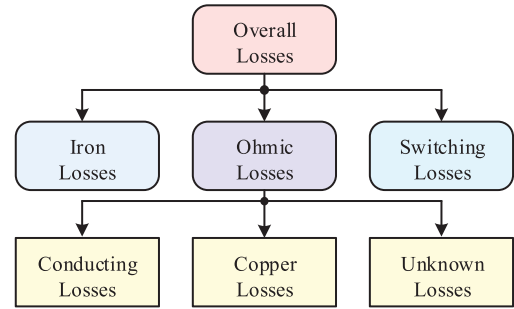 Overall
Losses
Iron
Losses
Ohmic
Losses
Switching
Losses
Conducting
Losses
Copper
Losses
Unknown
Losses